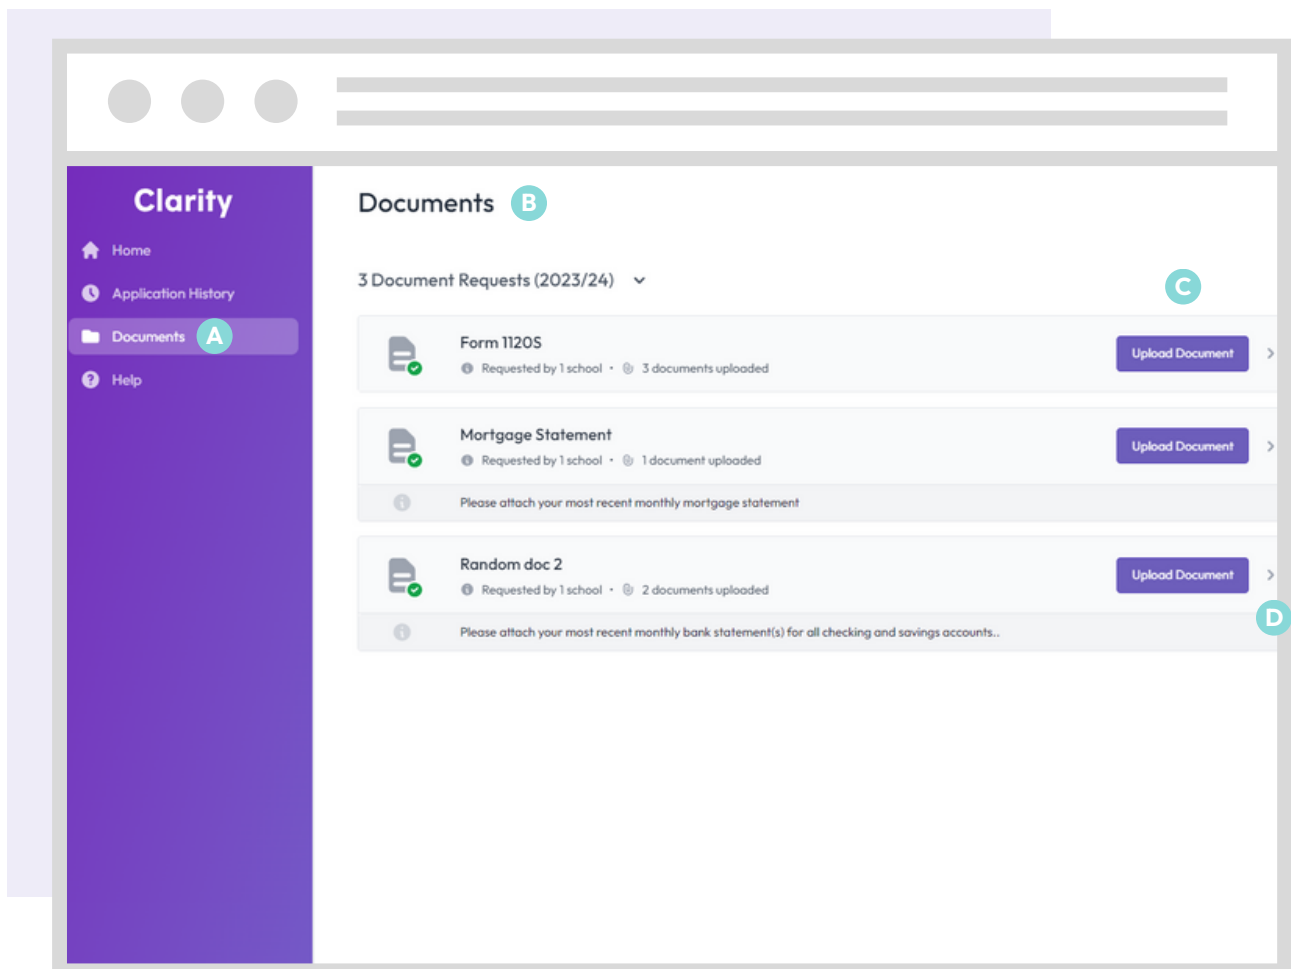 Clarity
Home
Application History
Documents A
Help
Documents B
3 Document Requests (2023/24)
C
Form 1120S
Requested by 1 school • 3 documents uploaded
Upload Document
Mortgage Statement
Requested by 1 school • 1 document uploaded
Upload Document
Please attach your most recent monthly mortgage statement
Random doc 2
Requested by 1 school • 2 documents uploaded
Upload Document
D
Please attach your most recent monthly bank statement(s) for all checking and savings accounts..